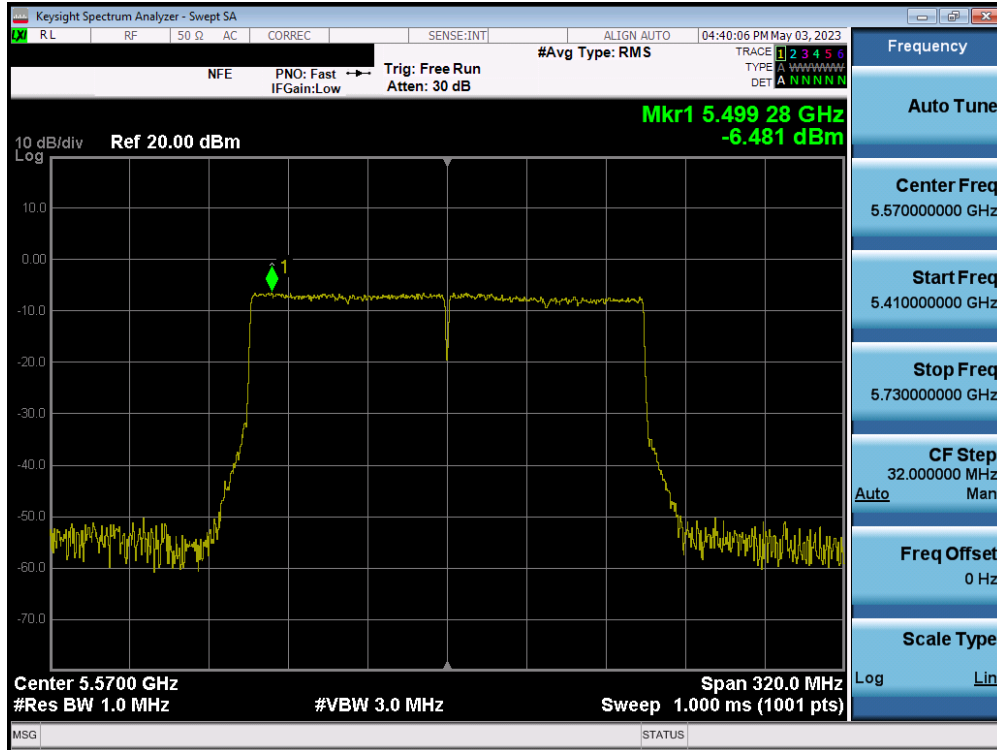 Keysight Spectrum Analyzer - Swept SA
LXI RL RF 50 Ω AC CORREC SENSE:INT ALIGN AUTO 04:40:06 PM May 03, 2023
NFE PNO: Fast IFGain:Low Trig: Free Run Atten: 30 dB #Avg Type: RMS
TRACE 1 2 3 4 5 6
TYPE A WWWWWW
DET A N N N N N
Mkr1 5.499 28 GHz
-6.481 dBm
10 dB/div Ref 20.00 dBm
Log
1
10.0
0.00
-10.0
-20.0
-30.0
-40.0
-50.0
-60.0
-70.0
Center 5.5700 GHz Span 320.0 MHz
#Res BW 1.0 MHz #VBW 3.0 MHz Sweep 1.000 ms (1001 pts)
MSG STATUS
Frequency
Auto Tune
Center Freq
5.570000000 GHz
Start Freq
5.410000000 GHz
Stop Freq
5.730000000 GHz
CF Step
32.000000 MHz
Auto Man
Freq Offset
0 Hz
Scale Type
Log Lin